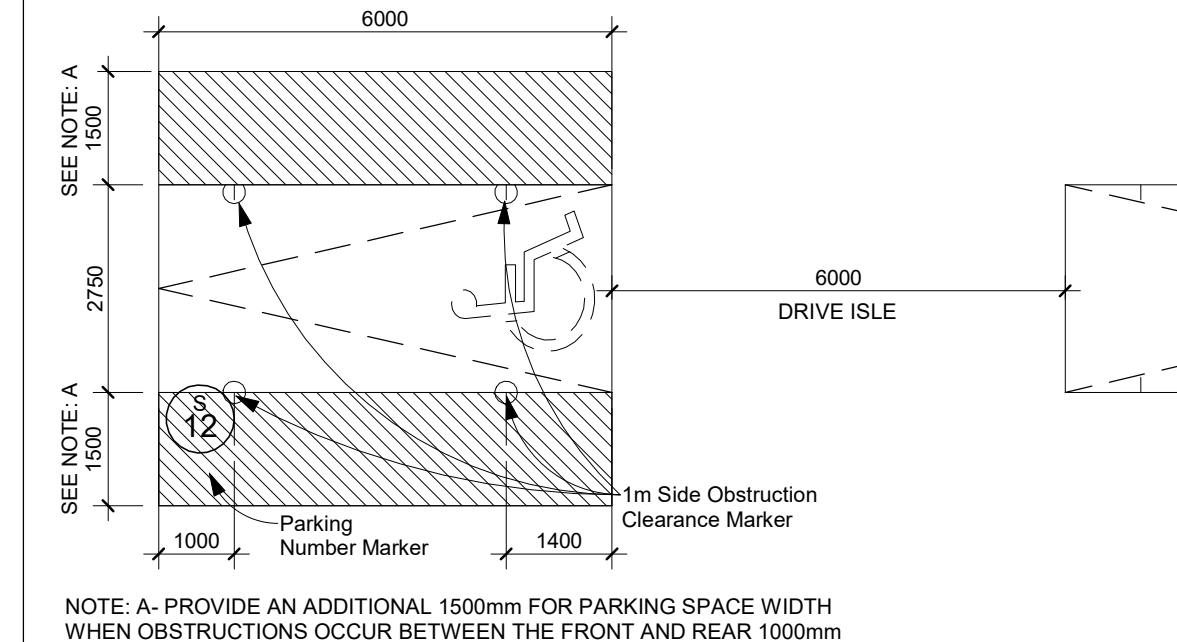 6000
SEE NOTE: A
1500
2750
6000
DRIVE ISLE
SEE NOTE: A
1500
S
12
1m Side Obstruction
Clearance Marker
Parking
Number Marker
1000
1400
NOTE: A- PROVIDE AN ADDITIONAL 1500mm FOR PARKING SPACE WIDTH
WHEN OBSTRUCTIONS OCCUR BETWEEN THE FRONT AND REAR 1000mm